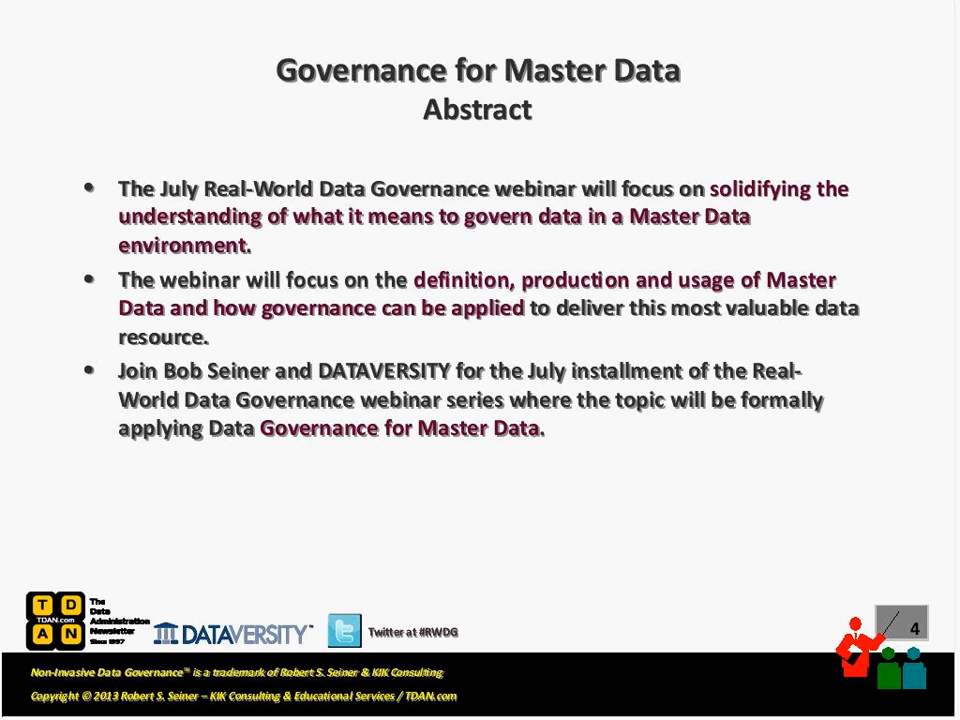 Governance for Master Data
Abstract
• The July Real-World Data Governance webinar will focus on solidifying the
understanding of what it means to govern data in a Master Data
environment.
• The webinar will focus on the definition, production and usage of Master
Data and how governance can be applied to deliver this most valuable data
resource.
• Join Bob Seiner and DATAVERSITY for the July installment of the Real-
World Data Governance webinar series where the topic will be formally
applying Data Governance for Master Data.
T D
TDAN.com
A N
The
Data
Administration
Newsletter
Since 1997
DATAVERSITY™
Twitter at #RWDG
4
Non-Invasive Data Governance™ is a trademark of Robert S. Seiner & KIK Consulting
Copyright © 2013 Robert S. Seiner – KIK Consulting & Educational Services / TDAN.com